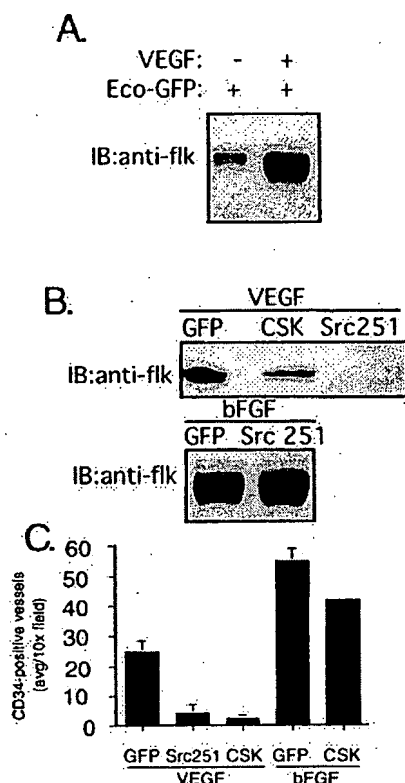 A.
VEGF: - +
Eco-GFP: + +
IB:anti-flk
B.
VEGF
GFP CSK Src251
IB:anti-flk
bFGF
GFP Src 251
IB:anti-flk
C.
CD34-positive vessels
(avg/10x field)
60
50
40
30
20
10
0
GFP Src251 CSK GFP CSK
VEGF bFGF